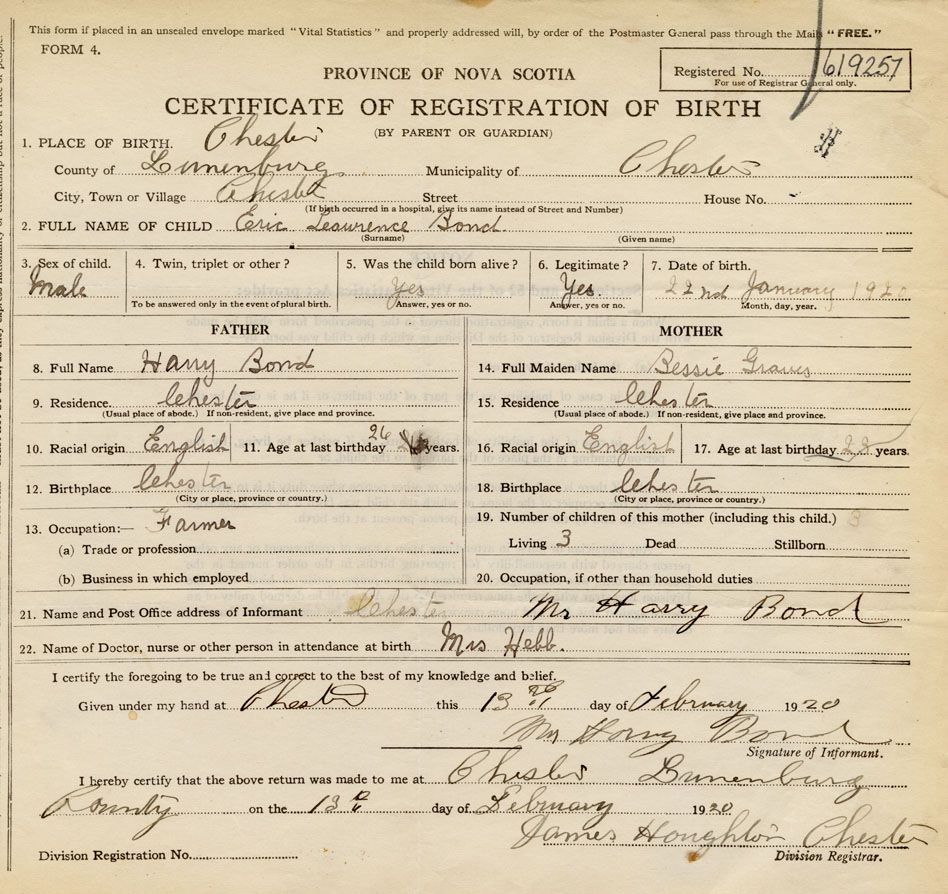 This form if placed in an unsealed envelope marked "Vital Statistics" and properly addressed will, by order of the Postmaster General pass through the Mails "FREE."
FORM 4.
PROVINCE OF NOVA SCOTIA
Registered No. 619257
For use of Registrar General only.
CERTIFICATE OF REGISTRATION OF BIRTH
(BY PARENT OR GUARDIAN)
1. PLACE OF BIRTH. Chester
County of Lunenburg Municipality of Chester
City, Town or Village Chester Street House No. -
(If birth occurred in a hospital, give its name instead of Street and Number)
2. FULL NAME OF CHILD Eric Leawrence Bond
(Surname) (Given name)
3. Sex of child. 4. Twin, triplet or other? 5. Was the child born alive? 6. Legitimate? 7. Date of birth.
Male Yes Yes 22nd January 1920
To be answered only in the event of plural birth. Answer, yes or no. Answer, yes or no. Month, day, year.
FATHER MOTHER
8. Full Name Harry Bond 14. Full Maiden Name Bessie Graves
9. Residence. Chester 15. Residence Chester
(Usual place of abode.) If non-resident, give place and province. (Usual place of abode.) If non-resident, give place and province.
10. Racial origin English 11. Age at last birthday 26 years. 16. Racial origin English 17. Age at last birthday 22 years.
12. Birthplace Chester 18. Birthplace Chester
(City or place, province or country.) (City or place, province or country.)
13. Occupation:— Farmer 19. Number of children of this mother (including this child.) 3
(a) Trade or profession Living 3 Dead Stillborn
(b) Business in which employed 20. Occupation, if other than household duties
21. Name and Post Office address of Informant Chester Mr Harry Bond
22. Name of Doctor, nurse or other person in attendance at birth Mrs Hebb.
I certify the foregoing to be true and correct to the best of my knowledge and belief.
Given under my hand at Chester this 13th day of February 1920
Mr Harry Bond
Signature of Informant.
I hereby certify that the above return was made to me at Chester Lunenburg
County on the 13th day of February 1920
James Houghton Chester
Division Registration No. Division Registrar.